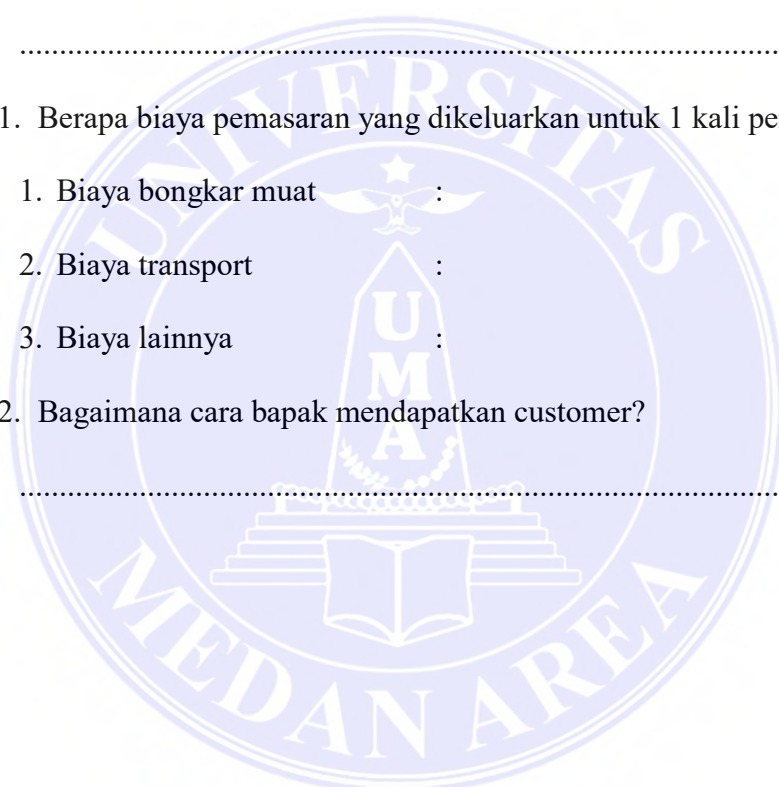 ................................................................................................
1. Berapa biaya pemasaran yang dikeluarkan untuk 1 kali pe
1. Biaya bongkar muat :
2. Biaya transport :
3. Biaya lainnya :
2. Bagaimana cara bapak mendapatkan customer?
................................................................................................
UNIVERSITAS
UMA
MEDAN AREA